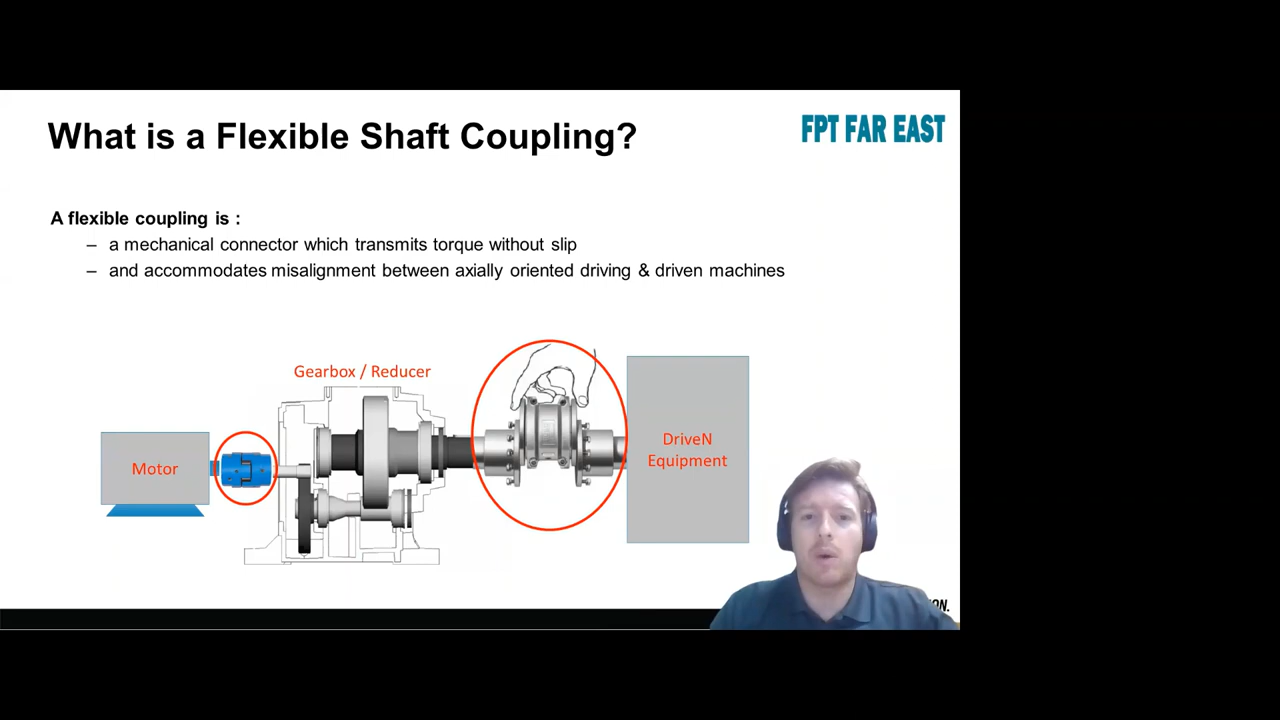 What is a Flexible Shaft Coupling?
FPT FAR EAST
A flexible coupling is :
– a mechanical connector which transmits torque without slip
– and accommodates misalignment between axially oriented driving & driven machines
Gearbox / Reducer
Motor
DriveN
Equipment